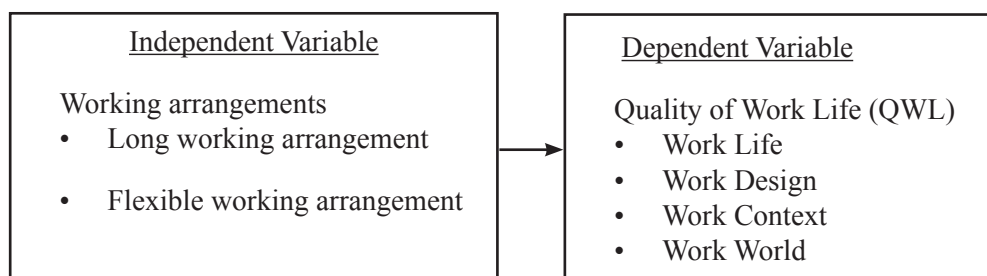 Independent Variable
Working arrangements
• Long working arrangement
• Flexible working arrangement
Dependent Variable
Quality of Work Life (QWL)
• Work Life
• Work Design
• Work Context
• Work World